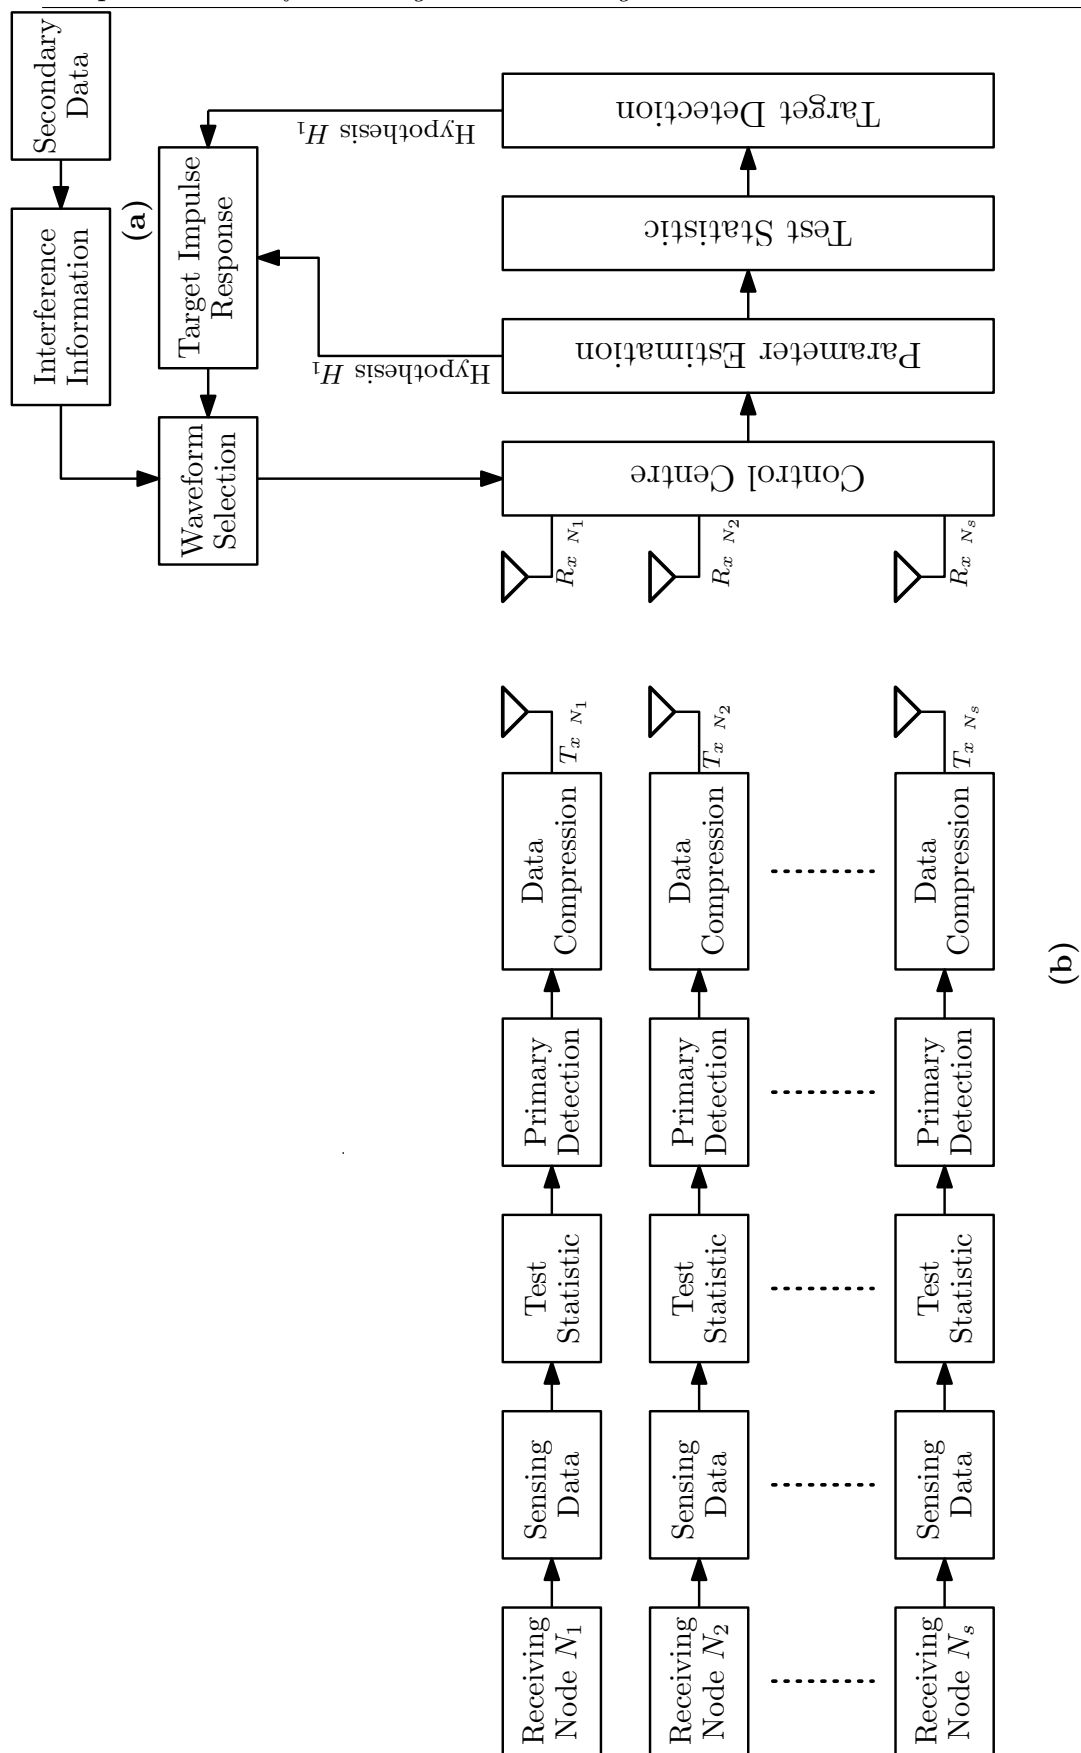 Secondary
Data
Interference
Information
(a)
Target Impulse
Response
Waveform
Selection
Hypothesis H₁
Hypothesis H₁
Target Detection
Test Statistic
Parameter Estimation
Control Centre
Rₓ N₁
Rₓ N₂
Rₓ Nₛ
Receiving
Node N₁
Sensing
Data
Test
Statistic
Primary
Detection
Data
Compression
Tₓ N₁
Receiving
Node N₂
Sensing
Data
Test
Statistic
Primary
Detection
Data
Compression
Tₓ N₂
Receiving
Node Nₛ
Sensing
Data
Test
Statistic
Primary
Detection
Data
Compression
Tₓ Nₛ
(b)